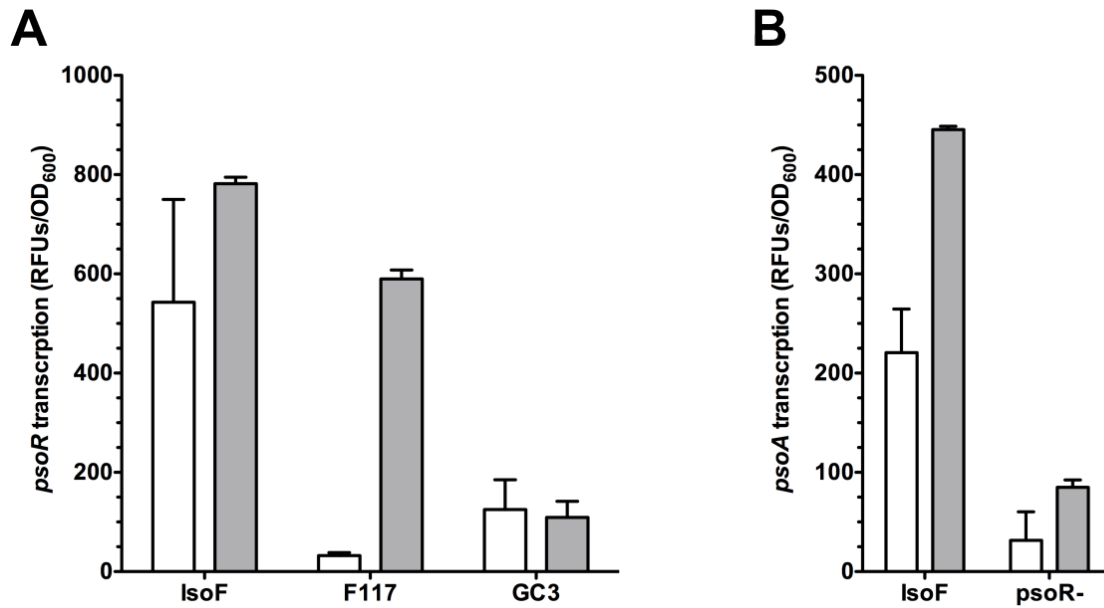 A
psoR transcrption (RFUs/OD600)
1000
800
600
400
200
0
IsoF F117 GC3
B
psoA transcription (RFUs/OD600)
500
400
300
200
100
0
IsoF psoR-